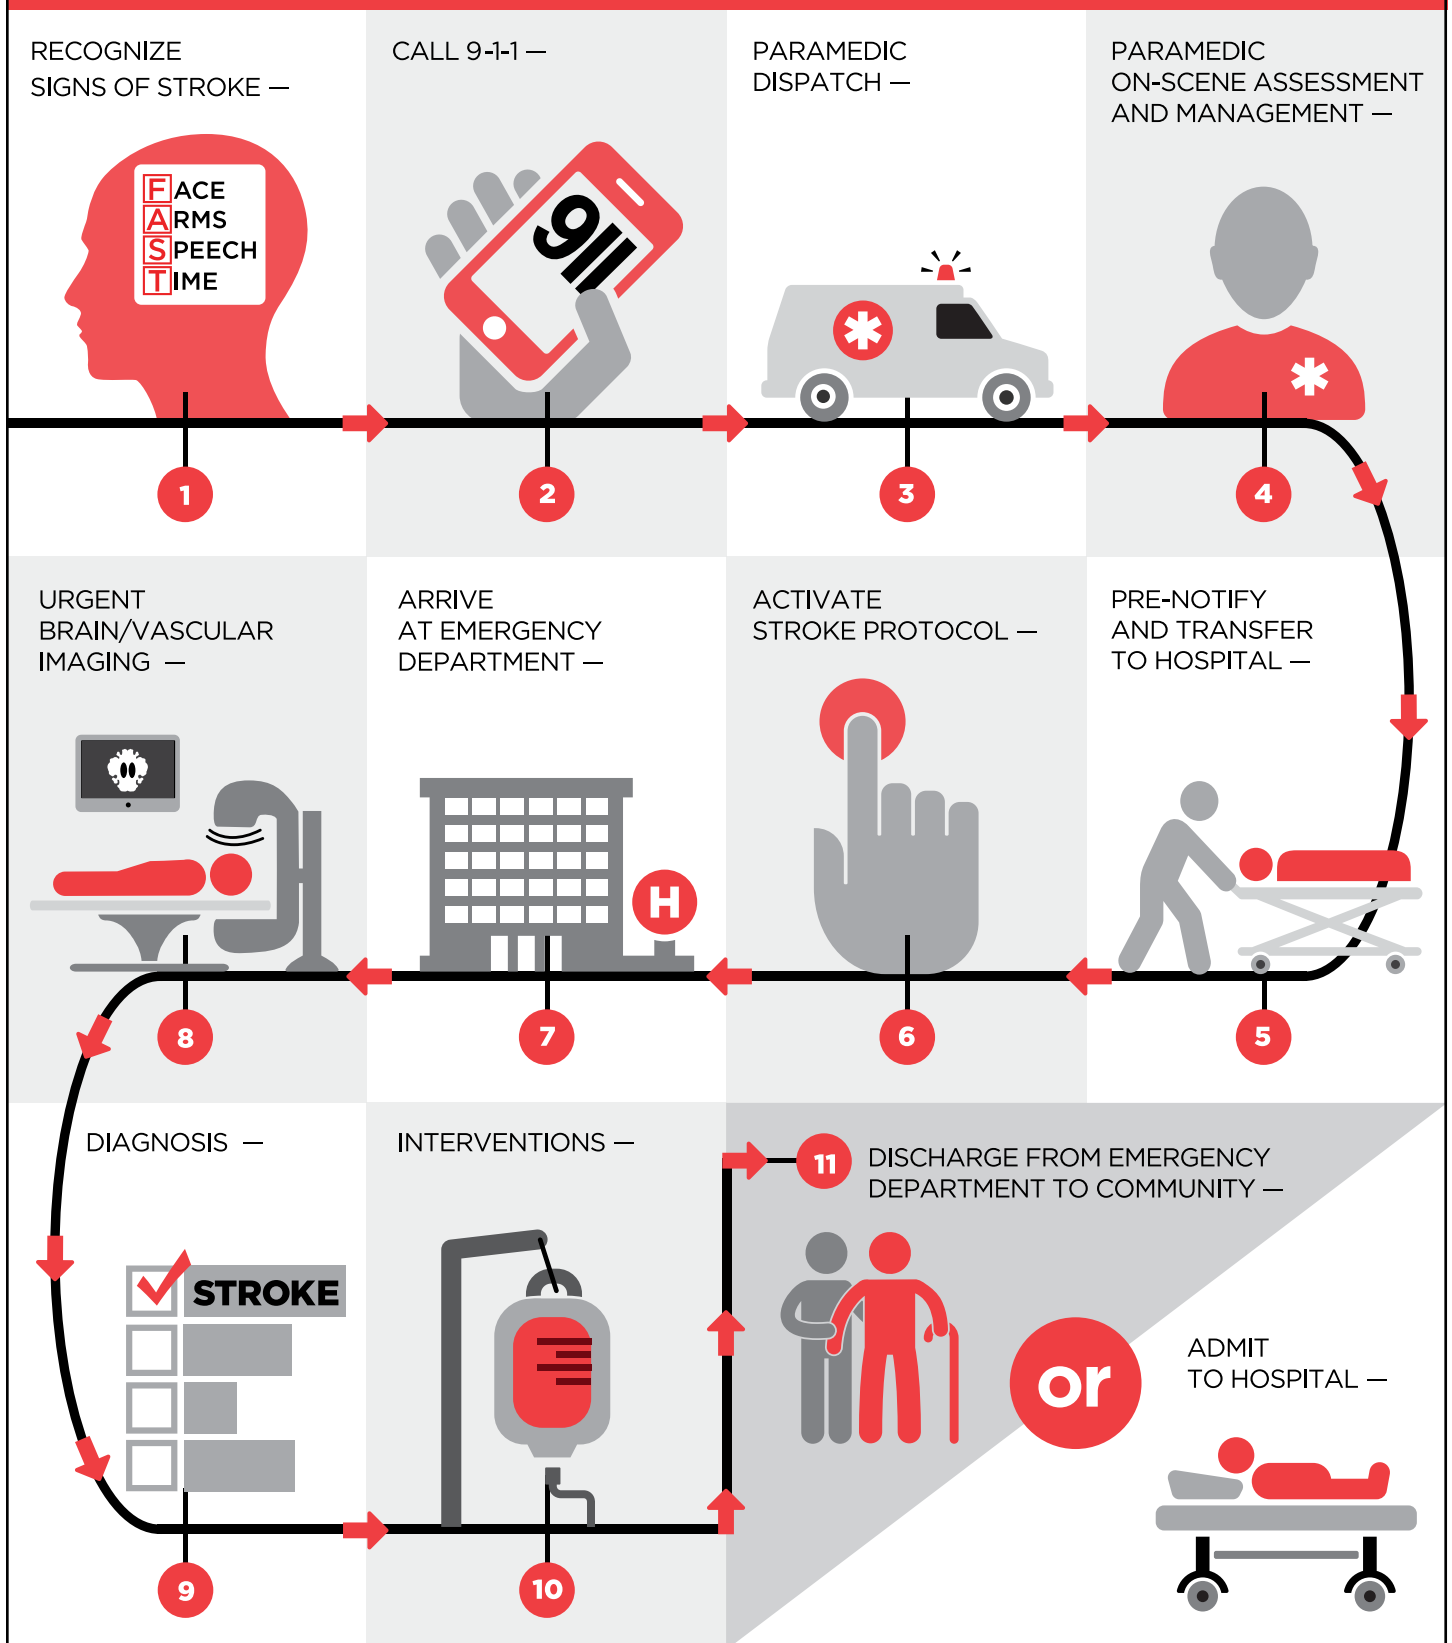 RECOGNIZE
SIGNS OF STROKE —
FACE
ARMS
SPEECH
TIME
1
CALL 9-1-1 —
911
2
PARAMEDIC
DISPATCH —
3
PARAMEDIC
ON-SCENE ASSESSMENT
AND MANAGEMENT —
4
PRE-NOTIFY
AND TRANSFER
TO HOSPITAL —
5
ACTIVATE
STROKE PROTOCOL —
6
ARRIVE
AT EMERGENCY
DEPARTMENT —
H
7
URGENT
BRAIN/VASCULAR
IMAGING —
8
DIAGNOSIS —
STROKE
9
INTERVENTIONS —
10
11
DISCHARGE FROM EMERGENCY
DEPARTMENT TO COMMUNITY —
or
ADMIT
TO HOSPITAL —